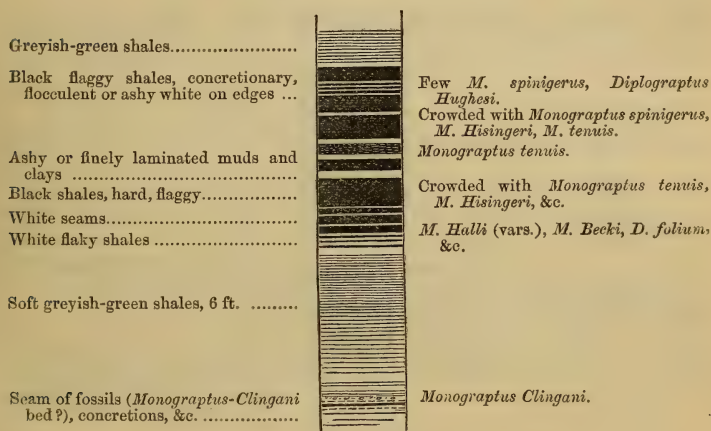 Greyish-green shales........................
Black flaggy shales, concretionary,
flocculent or ashy white on edges ...
Ashy or finely laminated muds and
clays ..........................................
Black shales, hard, flaggy..................
White seams....................................
White flaky shales ...........................
Soft greyish-green shales, 6 ft. .........
Seam of fossils (Monograptus-Clingani
bed?), concretions, &c. ..................
Few M. spinigerus, Diplograptus
Hughesi.
Crowded with Monograptus spinigerus,
M. Hisingeri, M. tenuis.
Monograptus tenuis.
Crowded with Monograptus tenuis,
M. Hisingeri, &c.
M. Halli (vars.), M. Becki, D. folium,
&c.
Monograptus Clingani.